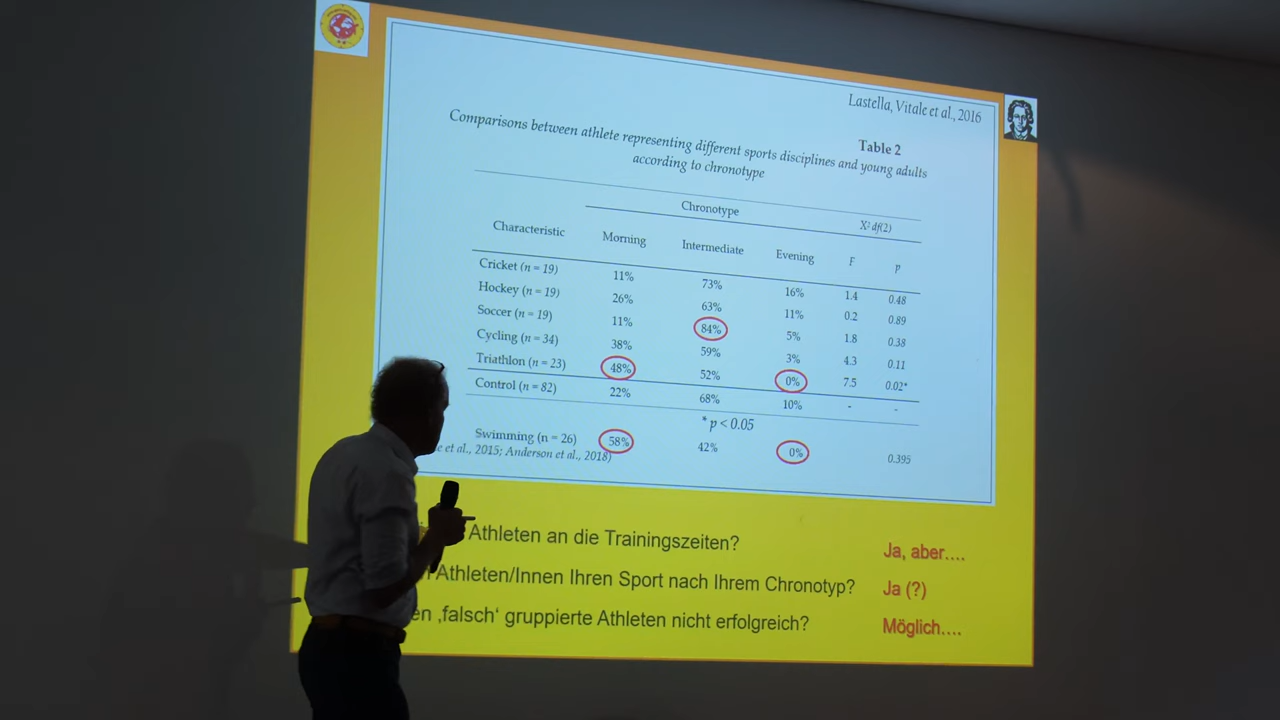 Lastella, Vitale et al., 2016
Table 2
Comparisons between athlete representing different sports disciplines and young adults
according to chronotype
Chronotype X² df(2)
Characteristic Morning Intermediate Evening F p
Cricket (n = 19) 11% 73% 16% 1.4 0.48
Hockey (n = 19) 26% 63% 11% 0.2 0.89
Soccer (n = 19) 11% 84% 5% 1.8 0.38
Cycling (n = 34) 38% 59% 3% 4.3 0.11
Triathlon (n = 23) 48% 52% 0% 7.5 0.02*
Control (n = 82) 22% 68% 10% - -
* p < 0.05
Swimming (n = 26) 58% 42% 0% 0.395
et al., 2015; Anderson et al., 2018)
Athleten an die Trainingszeiten? Ja, aber....
Athleten/Innen Ihren Sport nach Ihrem Chronotyp? Ja (?)
en ‚falsch‘ gruppierte Athleten nicht erfolgreich? Möglich....